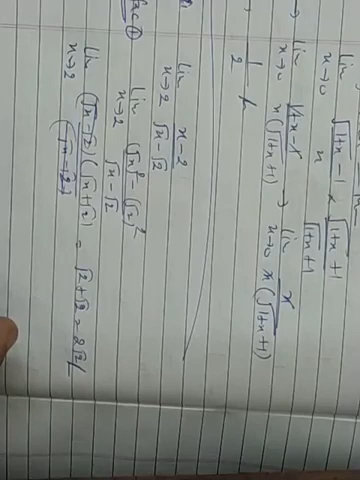 Lim x→0 (√(1+x) - 1)/x × (√(1+x) + 1)/(√(1+x) + 1)
→ Lim x→0 (1+x-1)/(x(√(1+x) + 1)) → Lim x→0 x/(x(√(1+x) + 1))
→ 1/2
Lim x→2 (x-2)/(√x-√2)
Lim x→2 ((√x)² - (√2)²)/(√x-√2)
Lim x→2 ((√x-√2)(√x+√2))/(√x-√2) = √2+√2 = 2√2